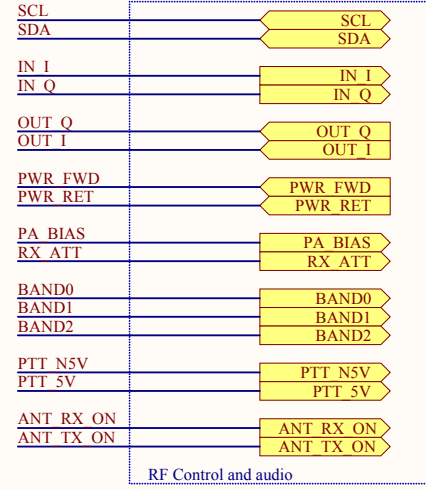 SCL SCL
SDA SDA
IN_I IN_I
IN_Q IN_Q
OUT_Q OUT_Q
OUT_I OUT_I
PWR_FWD PWR_FWD
PWR_RET PWR_RET
PA_BIAS PA_BIAS
RX_ATT RX_ATT
BAND0 BAND0
BAND1 BAND1
BAND2 BAND2
PTT_N5V PTT_N5V
PTT_5V PTT_5V
ANT_RX_ON ANT_RX_ON
ANT_TX_ON ANT_TX_ON
RF Control and audio